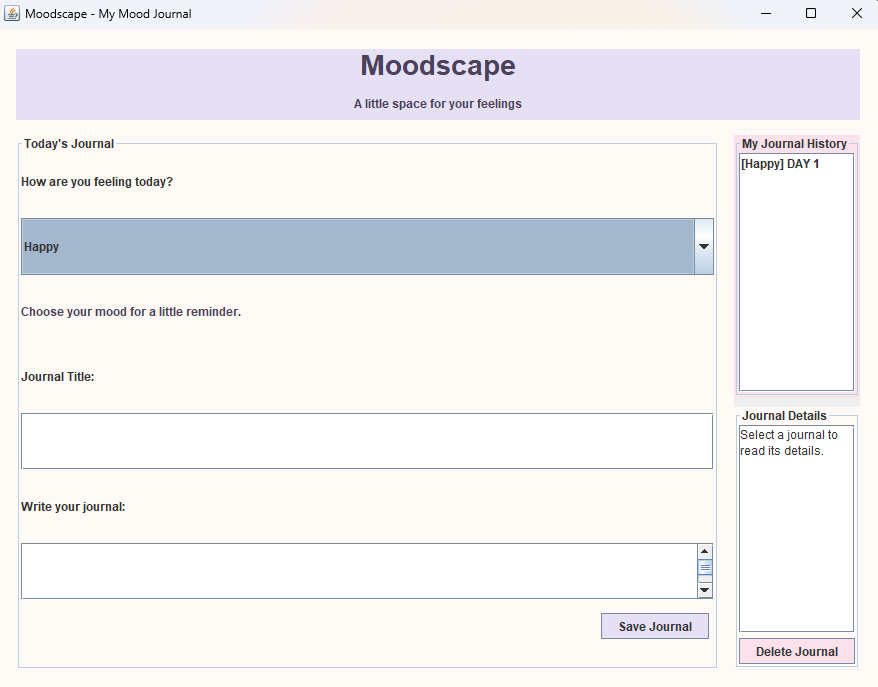 Moodscape - My Mood Journal
Moodscape
A little space for your feelings
Today's Journal
How are you feeling today?
Happy
Choose your mood for a little reminder.
Journal Title:
Write your journal:
Save Journal
My Journal History
[Happy] DAY 1
Journal Details
Select a journal to
read its details.
Delete Journal